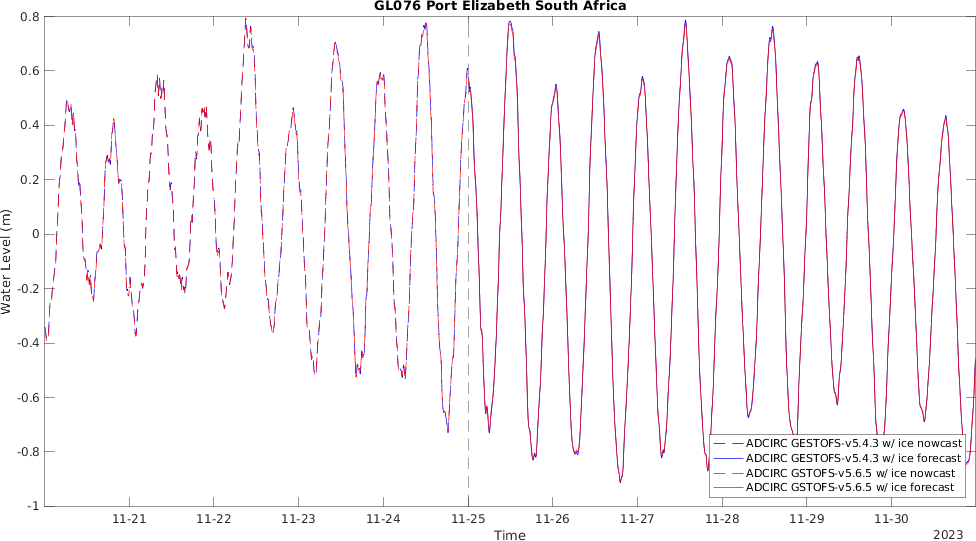 GL076 Port Elizabeth South Africa
0.8
0.6
0.4
0.2
0
-0.2
-0.4
-0.6
-0.8
-1
Water Level (m)
ADCIRC GESTOFS-v5.4.3 w/ ice nowcast
ADCIRC GESTOFS-v5.4.3 w/ ice forecast
ADCIRC GSTOFS-v5.6.5 w/ ice nowcast
ADCIRC GSTOFS-v5.6.5 w/ ice forecast
11-21 11-22 11-23 11-24 11-25 11-26 11-27 11-28 11-29 11-30
Time
2023